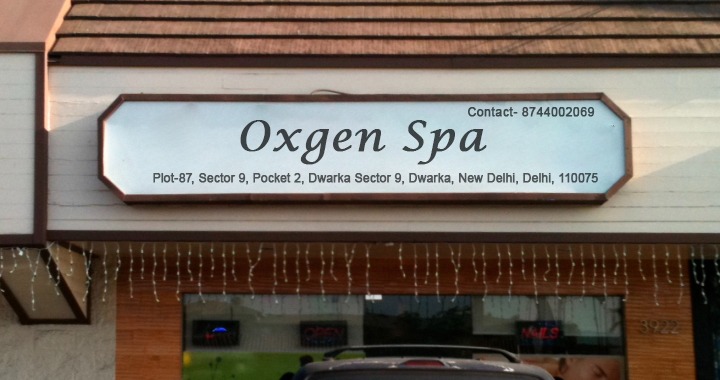 Contact- 8744002069
Oxgen Spa
Plot-87, Sector 9, Pocket 2, Dwarka Sector 9, Dwarka, New Delhi, Delhi, 110075
OPEN
NAILS
3922